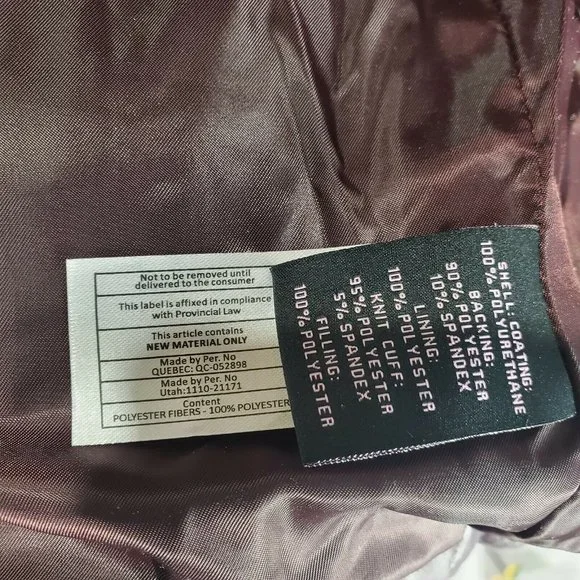 Not to be removed until
delivered to the consumer
This label is affixed in compliance
with Provincial Law
This article contains
NEW MATERIAL ONLY
Made by Per. No
QUEBEC: QC-052898
Made by Per. No
Utah:1110-21171
Content
POLYESTER FIBERS - 100% POLYESTER
SHELL: COATING:
100% POLYURETHANE
BACKING:
90% POLYESTER
10% SPANDEX
LINING:
100% POLYESTER
KNIT CUFF:
95% POLYESTER
5% SPANDEX
FILLING:
100% POLYESTER